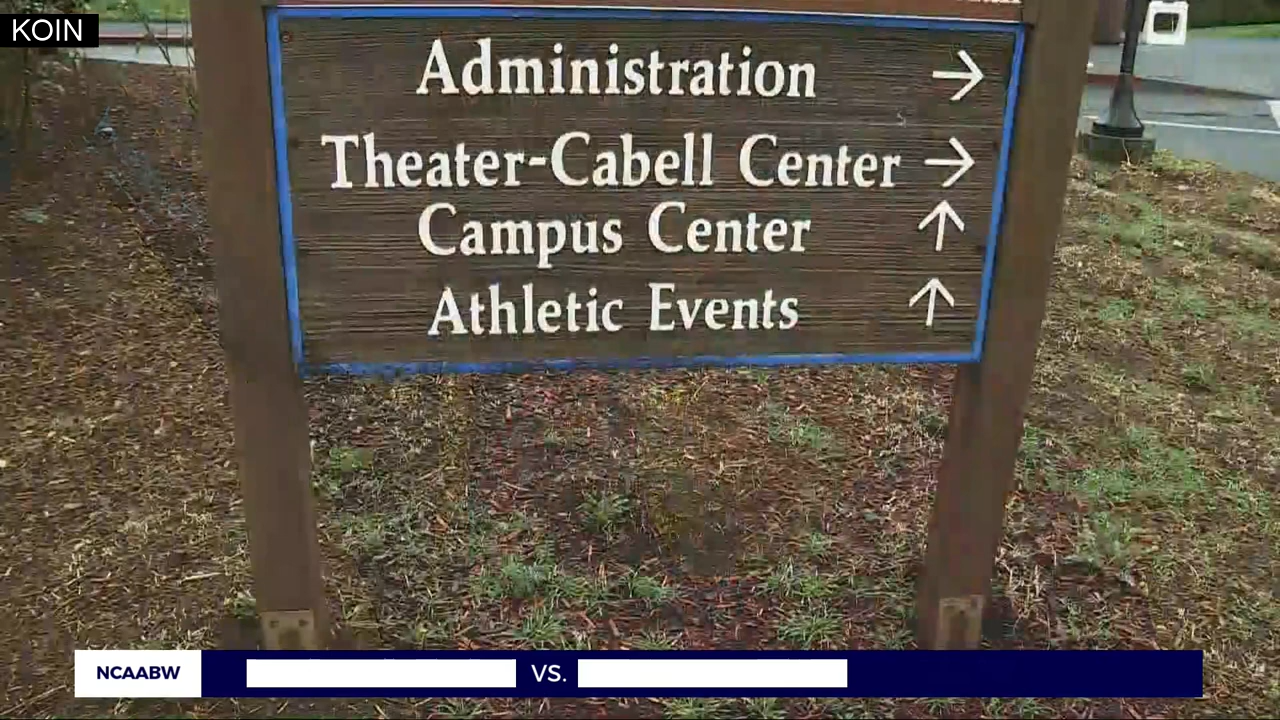 KOIN
Administration →
Theater-Cabell Center →
Campus Center ↑
Athletic Events ↑
NCAABW VS.